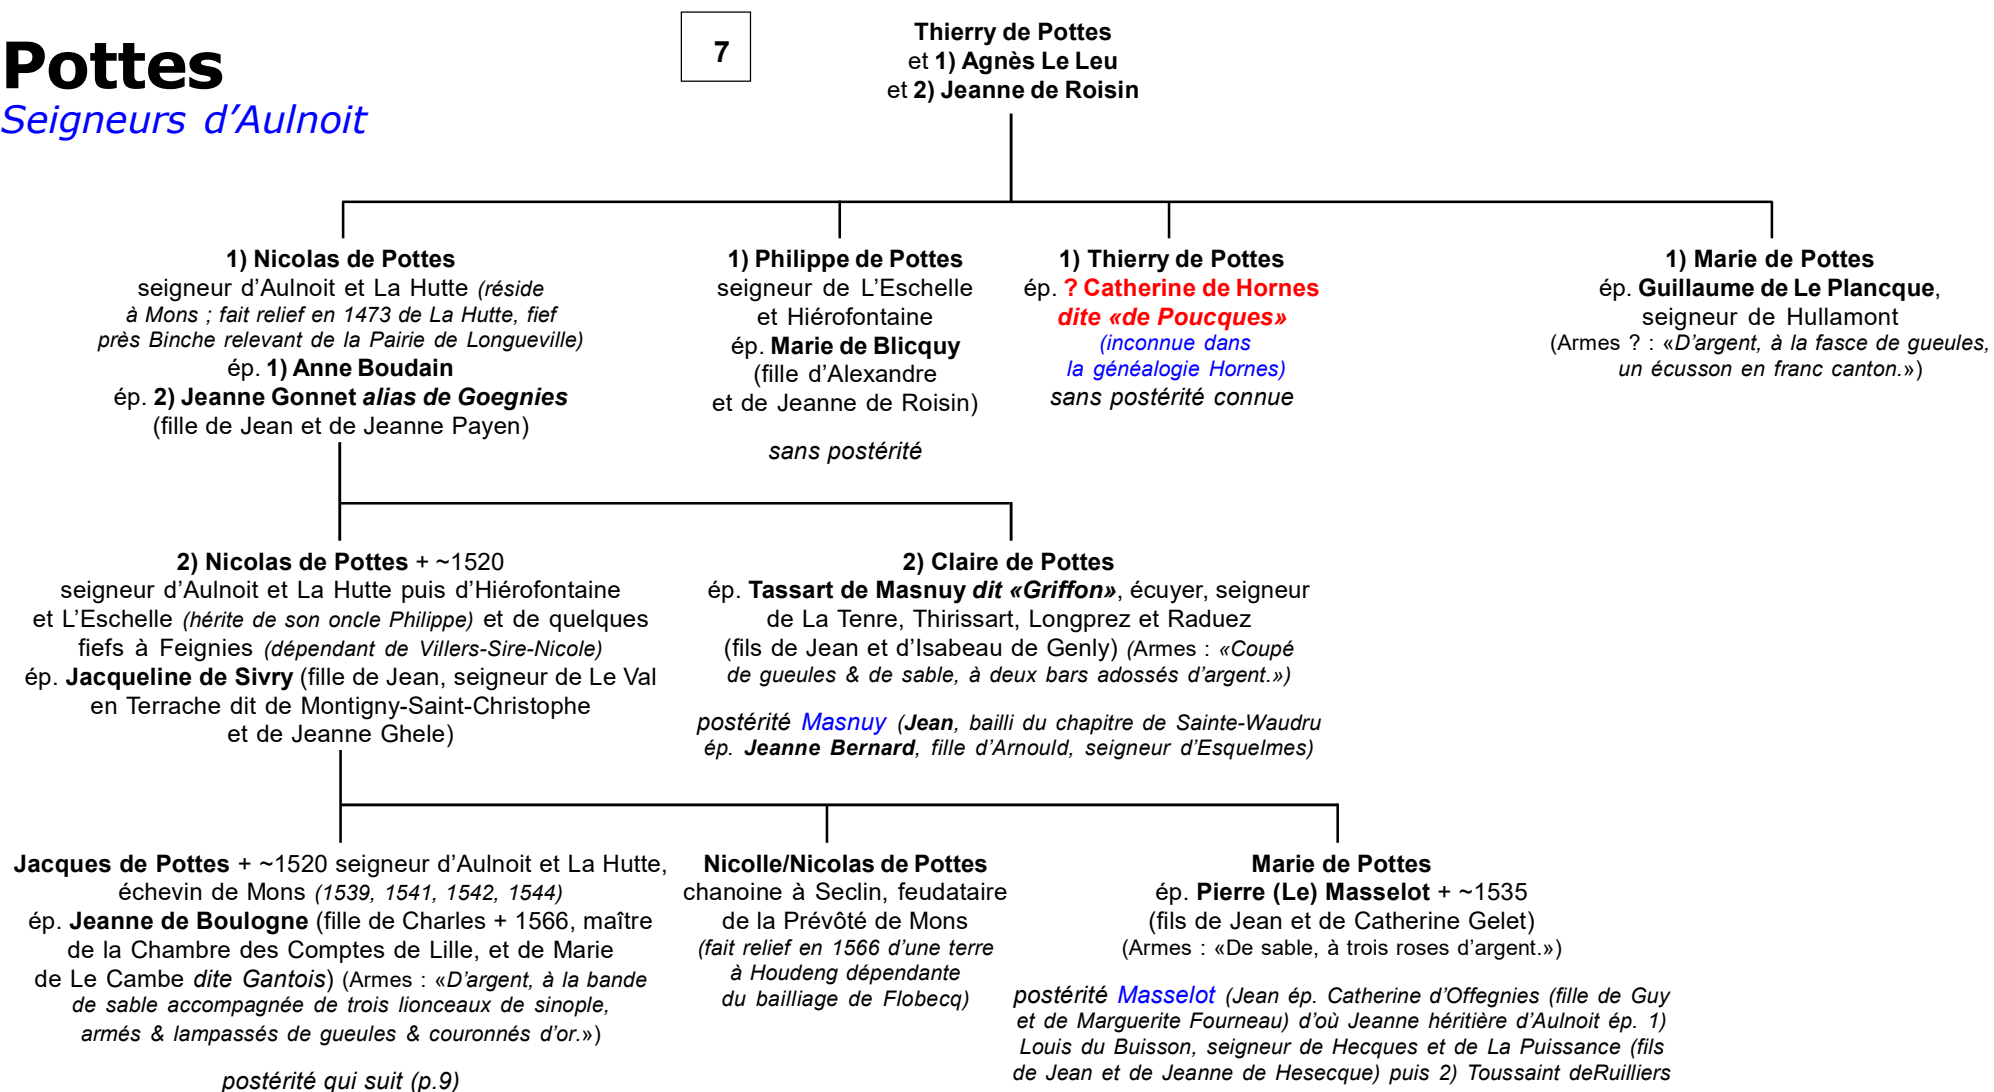 Pottes
Seigneurs d'Aulnoit
7
Thierry de Pottes
et 1) Agnès Le Leu
et 2) Jeanne de Roisin
1) Nicolas de Pottes
seigneur d'Aulnoit et La Hutte (réside
à Mons ; fait relief en 1473 de La Hutte, fief
près Binche relevant de la Pairie de Longueville)
ép. 1) Anne Boudain
ép. 2) Jeanne Gonnet alias de Goegnies
(fille de Jean et de Jeanne Payen)
1) Philippe de Pottes
seigneur de L'Eschelle
et Hiérofontaine
ép. Marie de Blicquy
(fille d'Alexandre
et de Jeanne de Roisin)
sans postérité
1) Thierry de Pottes
ép. ? Catherine de Hornes
dite «de Poucques»
(inconnue dans
la généalogie Hornes)
sans postérité connue
1) Marie de Pottes
ép. Guillaume de Le Plancque,
seigneur de Hullamont
(Armes ? : «D'argent, à la fasce de gueules,
un écusson en franc canton.»)
2) Nicolas de Pottes + ~1520
seigneur d'Aulnoit et La Hutte puis d'Hiérofontaine
et L'Eschelle (hérite de son oncle Philippe) et de quelques
fiefs à Feignies (dépendant de Villers-Sire-Nicole)
ép. Jacqueline de Sivry (fille de Jean, seigneur de Le Val
en Terrache dit de Montigny-Saint-Christophe
et de Jeanne Ghele)
2) Claire de Pottes
ép. Tassart de Masnuy dit «Griffon», écuyer, seigneur
de La Tenre, Thirissart, Longprez et Raduez
(fils de Jean et d'Isabeau de Genly) (Armes : «Coupé
de gueules & de sable, à deux bars adossés d'argent.»)
postérité Masnuy (Jean, bailli du chapitre de Sainte-Waudru
ép. Jeanne Bernard, fille d'Arnould, seigneur d'Esquelmes)
Jacques de Pottes + ~1520 seigneur d'Aulnoit et La Hutte,
échevin de Mons (1539, 1541, 1542, 1544)
ép. Jeanne de Boulogne (fille de Charles + 1566, maître
de la Chambre des Comptes de Lille, et de Marie
de Le Cambe dite Gantois) (Armes : «D'argent, à la bande
de sable accompagnée de trois lionceaux de sinople,
armés & lampassés de gueules & couronnés d'or.»)
postérité qui suit (p.9)
Nicolle/Nicolas de Pottes
chanoine à Seclin, feudataire
de la Prévôté de Mons
(fait relief en 1566 d'une terre
à Houdeng dépendante
du bailliage de Flobecq)
Marie de Pottes
ép. Pierre (Le) Masselot + ~1535
(fils de Jean et de Catherine Gelet)
(Armes : «De sable, à trois roses d'argent.»)
postérité Masselot (Jean ép. Catherine d'Offegnies (fille de Guy
et de Marguerite Fourneau) d'où Jeanne héritière d'Aulnoit ép. 1)
Louis du Buisson, seigneur de Hecques et de La Puissance (fils
de Jean et de Jeanne de Hesecque) puis 2) Toussaint deRuilliers